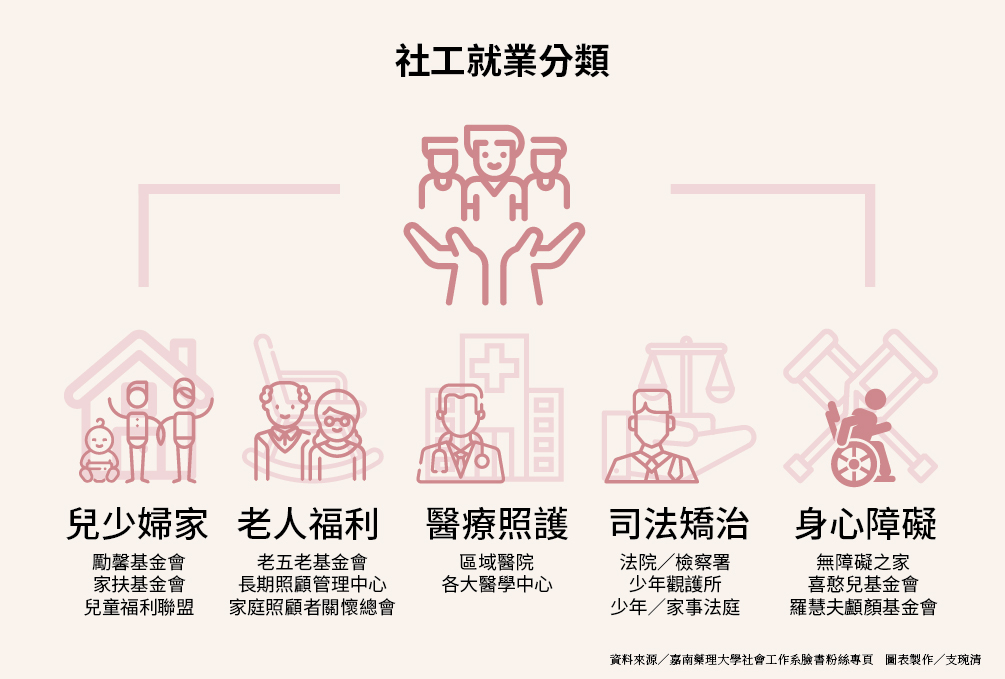 社工就業分類
兒少婦家
勵馨基金會
家扶基金會
兒童福利聯盟
老人福利
老五老基金會
長期照顧管理中心
家庭照顧者關懷總會
醫療照護
區域醫院
各大醫學中心
司法矯治
法院／檢察署
少年觀護所
少年／家事法庭
身心障礙
無障礙之家
喜憨兒基金會
羅慧夫顱顏基金會
資料來源／嘉南藥理大學社會工作系臉書粉絲專頁　圖表製作／支琬清